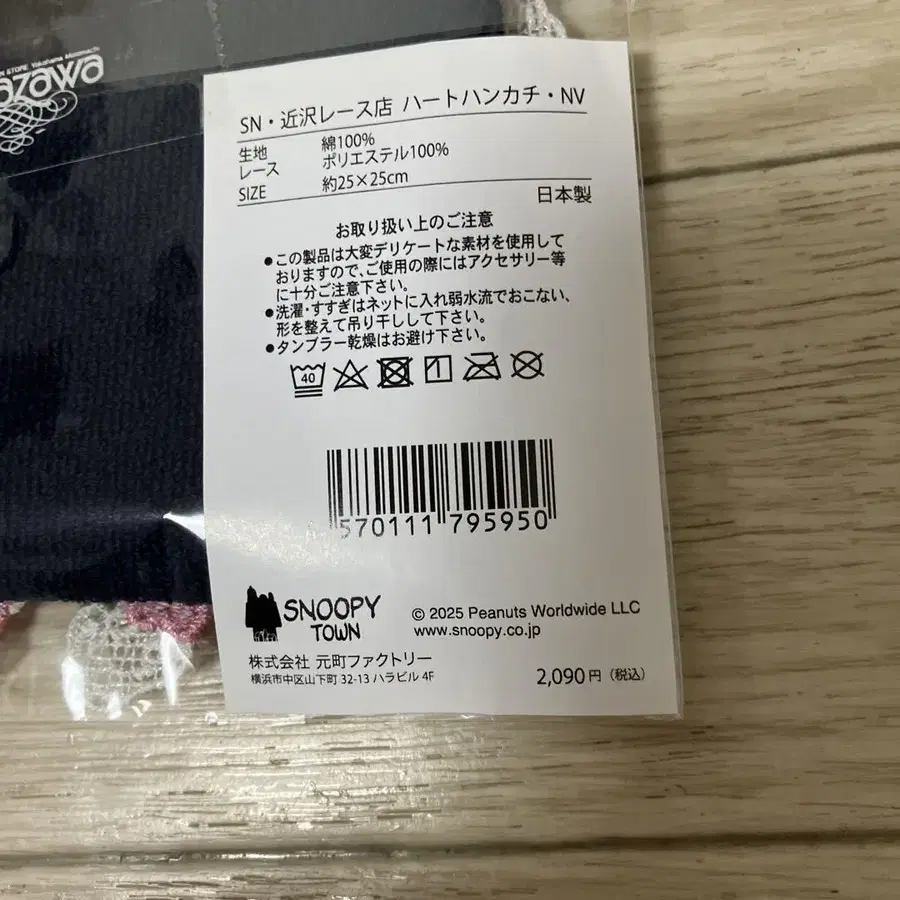 STORE Yokohama Motomachi
azawa
SN・近沢レース店 ハートハンカチ・NV
生地 綿100%
レース ポリエステル100%
SIZE 約25×25cm
日本製
お取り扱い上のご注意
●この製品は大変デリケートな素材を使用して
おりますので、ご使用の際にはアクセサリー等
に十分ご注意下さい。
●洗濯・すすぎはネットに入れ弱水流でおこない、
形を整えて吊り干しして下さい。
●タンブラー乾燥はお避け下さい。
40
570111 795950
SNOOPY
TOWN
© 2025 Peanuts Worldwide LLC
www.snoopy.co.jp
株式会社 元町ファクトリー
横浜市中区山下町 32-13 ハラビル 4F
2,090円(税込)